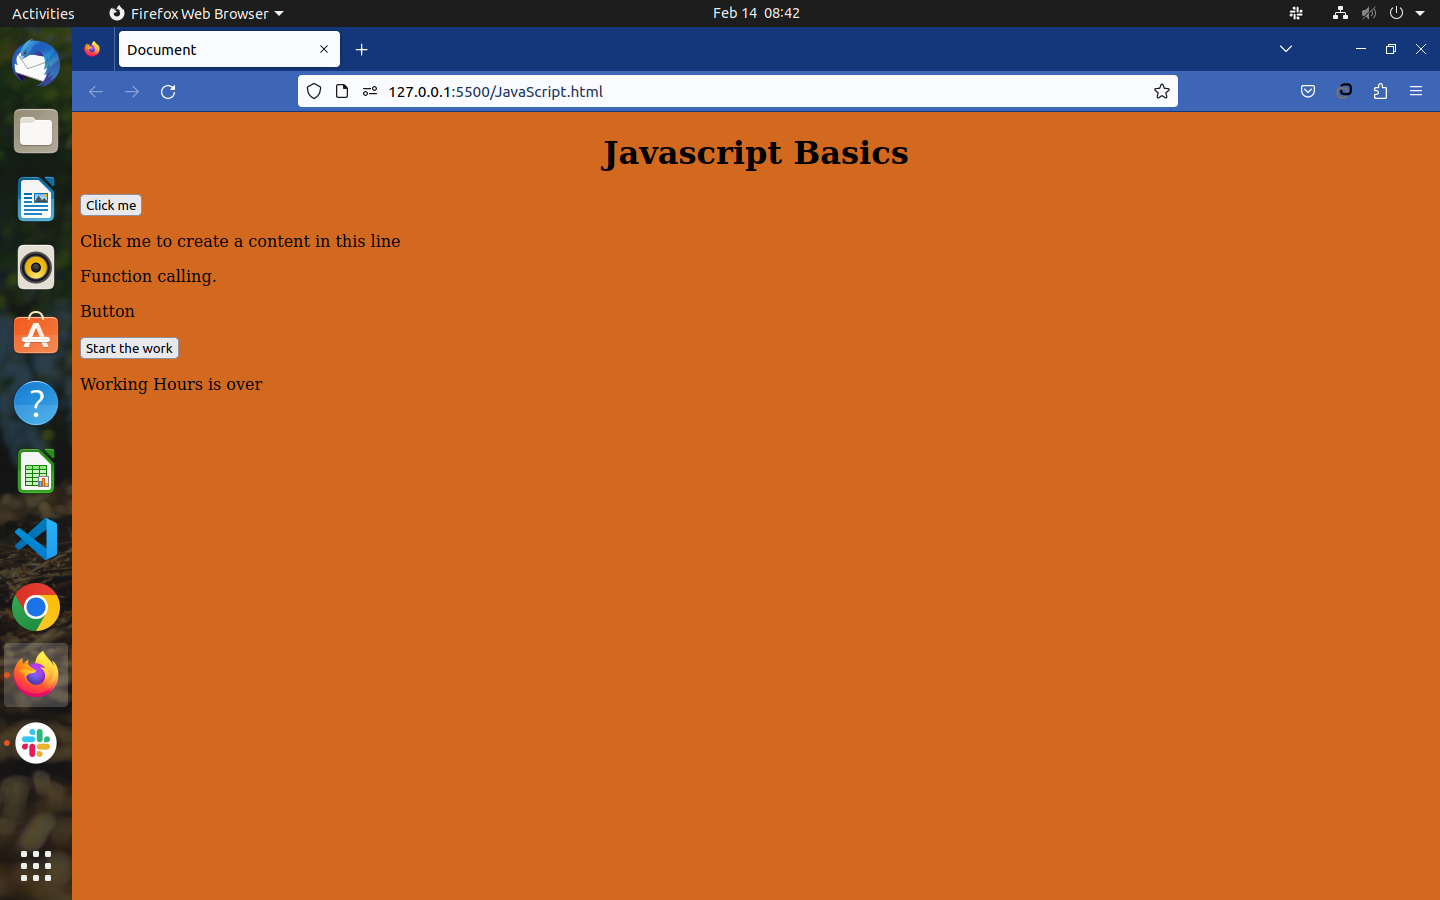 Activities
Firefox Web Browser
Feb 14 08:42
Document
127.0.0.1:5500/JavaScript.html
Javascript Basics
Click me
Click me to create a content in this line
Function calling.
Button
Start the work
Working Hours is over